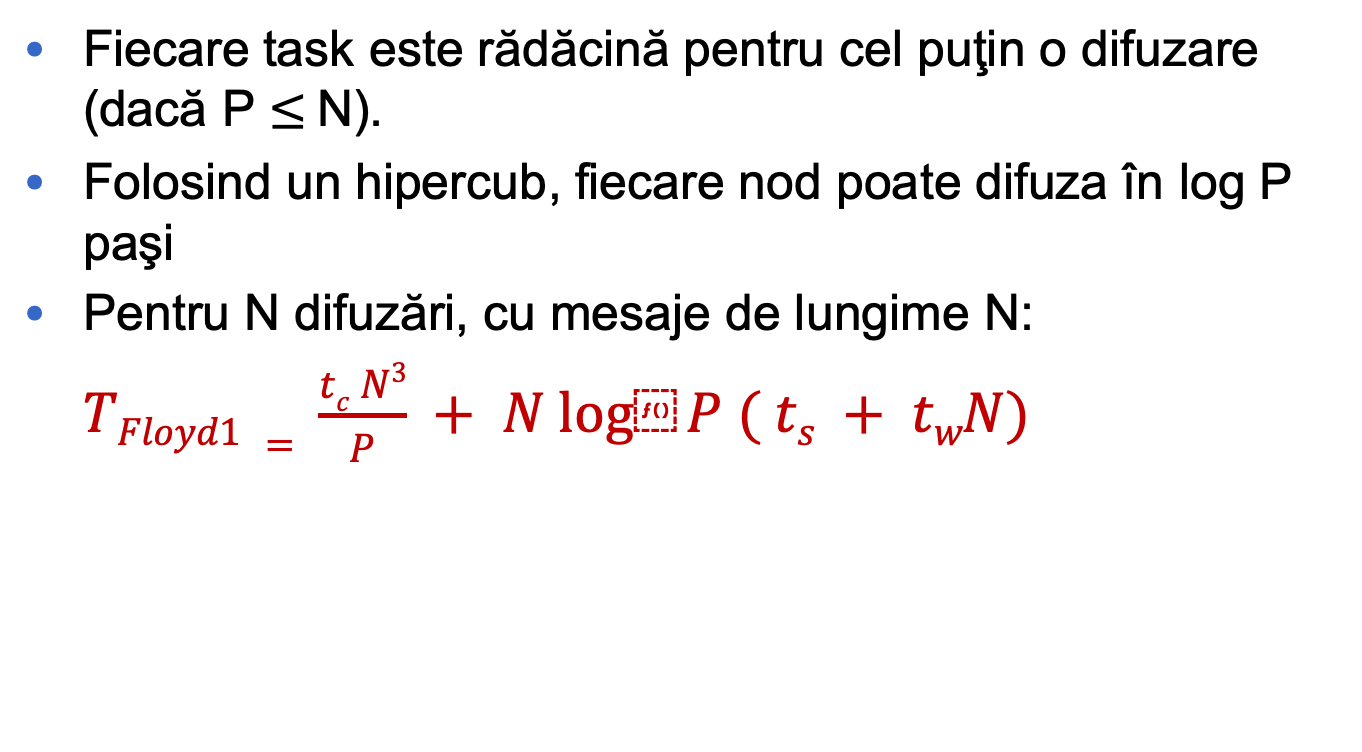 • Fiecare task este rădăcină pentru cel puţin o difuzare
(dacă P ≤ N).
• Folosind un hipercub, fiecare nod poate difuza în log P
paşi
• Pentru N difuzări, cu mesaje de lungime N:
T_Floyd1 = t_c N³ / P + N log P ( t_s + t_w N)